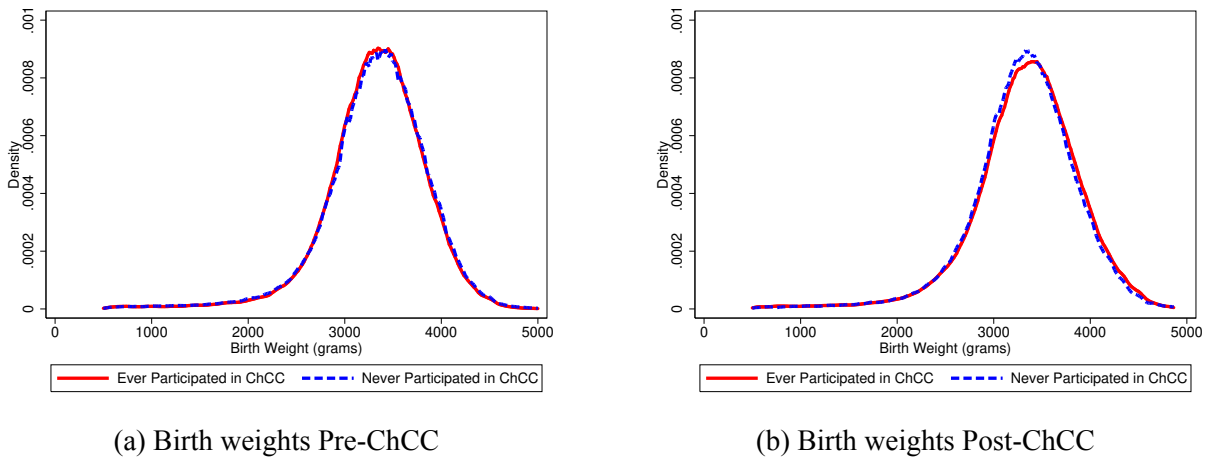 .001
.0008
.0006
Density
.0004
.0002
0
0 1000 2000 3000 4000 5000
Birth Weight (grams)
Ever Participated in ChCC Never Participated in ChCC
(a) Birth weights Pre-ChCC
.001
.0008
.0006
Density
.0004
.0002
0
0 1000 2000 3000 4000 5000
Birth Weight (grams)
Ever Participated in ChCC Never Participated in ChCC
(b) Birth weights Post-ChCC